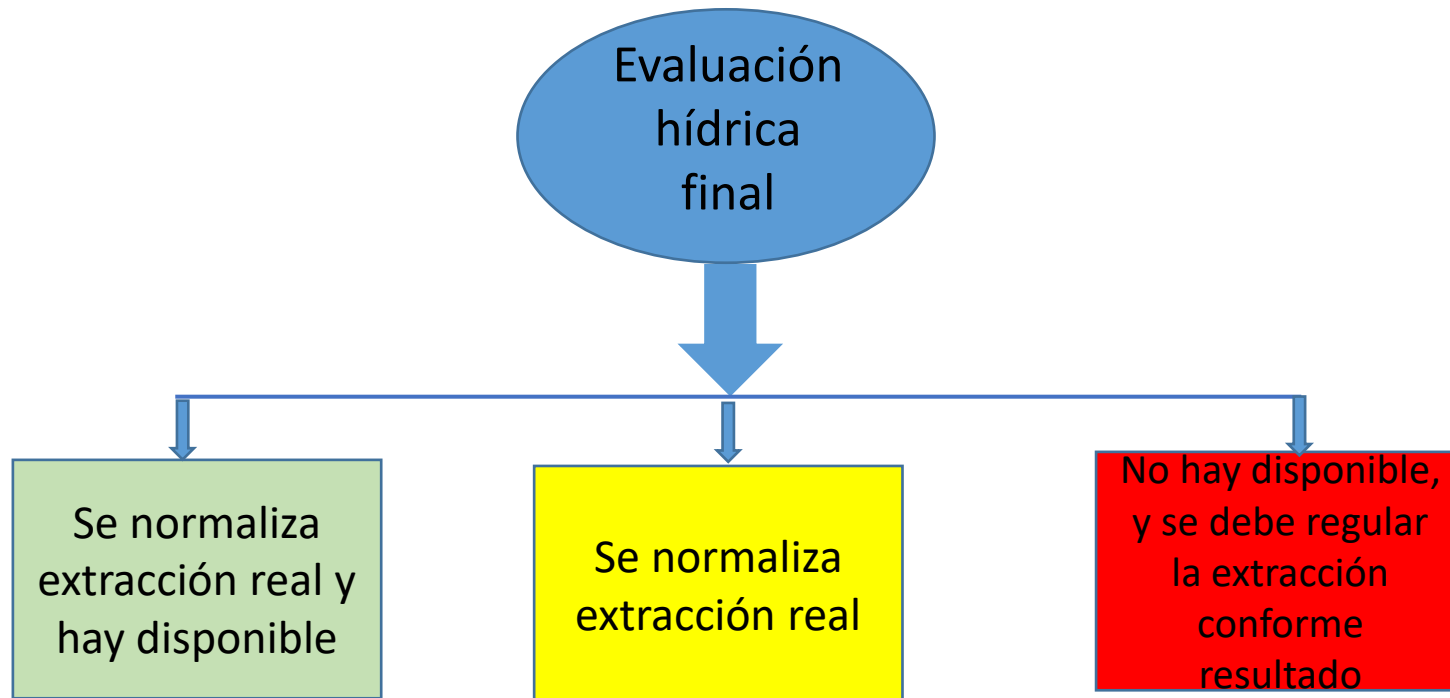 Evaluación
hídrica
final
Se normaliza
extracción real y
hay disponible
Se normaliza
extracción real
No hay disponible,
y se debe regular
la extracción
conforme
resultado